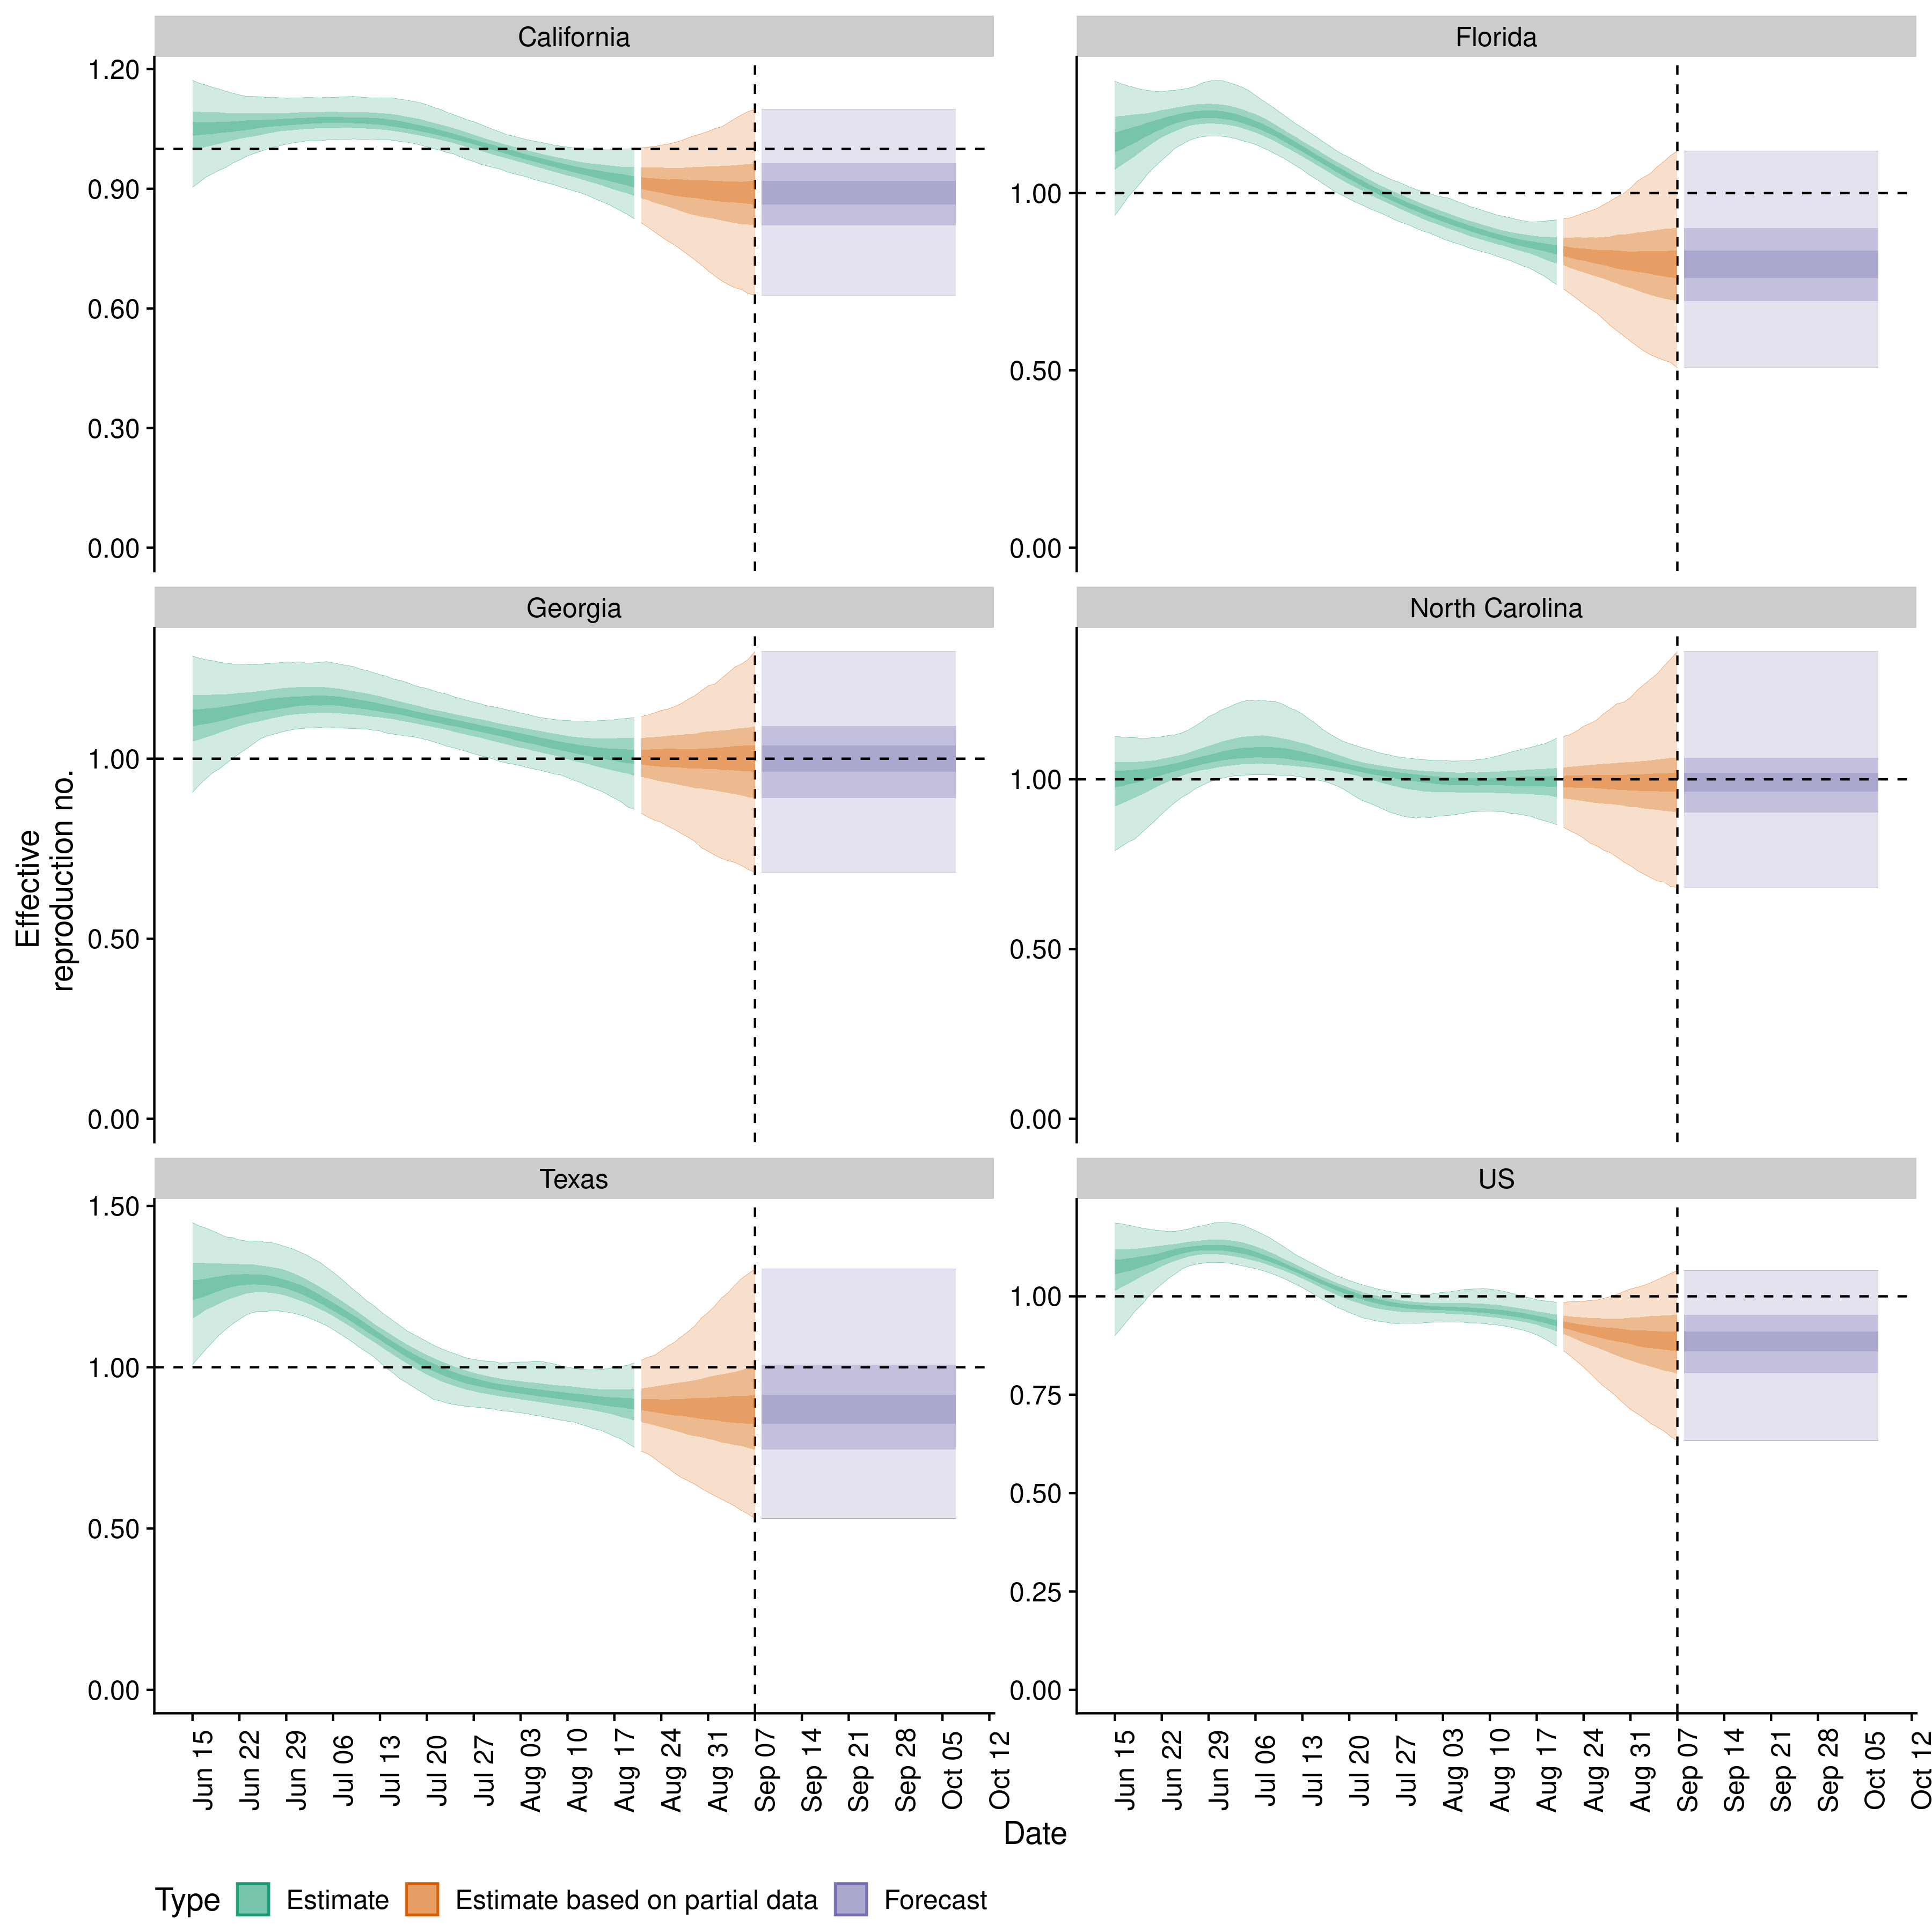 California
Florida
1.20
0.90
0.60
0.30
0.00
1.00
0.50
0.00
Georgia
North Carolina
1.00
0.50
0.00
1.00
0.50
0.00
Effective
reproduction no.
Texas
US
1.50
1.00
0.50
0.00
1.00
0.75
0.50
0.25
0.00
Jun 15
Jun 22
Jun 29
Jul 06
Jul 13
Jul 20
Jul 27
Aug 03
Aug 10
Aug 17
Aug 24
Aug 31
Sep 07
Sep 14
Sep 21
Sep 28
Oct 05
Oct 12
Jun 15
Jun 22
Jun 29
Jul 06
Jul 13
Jul 20
Jul 27
Aug 03
Aug 10
Aug 17
Aug 24
Aug 31
Sep 07
Sep 14
Sep 21
Sep 28
Oct 05
Oct 12
Date
Type Estimate Estimate based on partial data Forecast